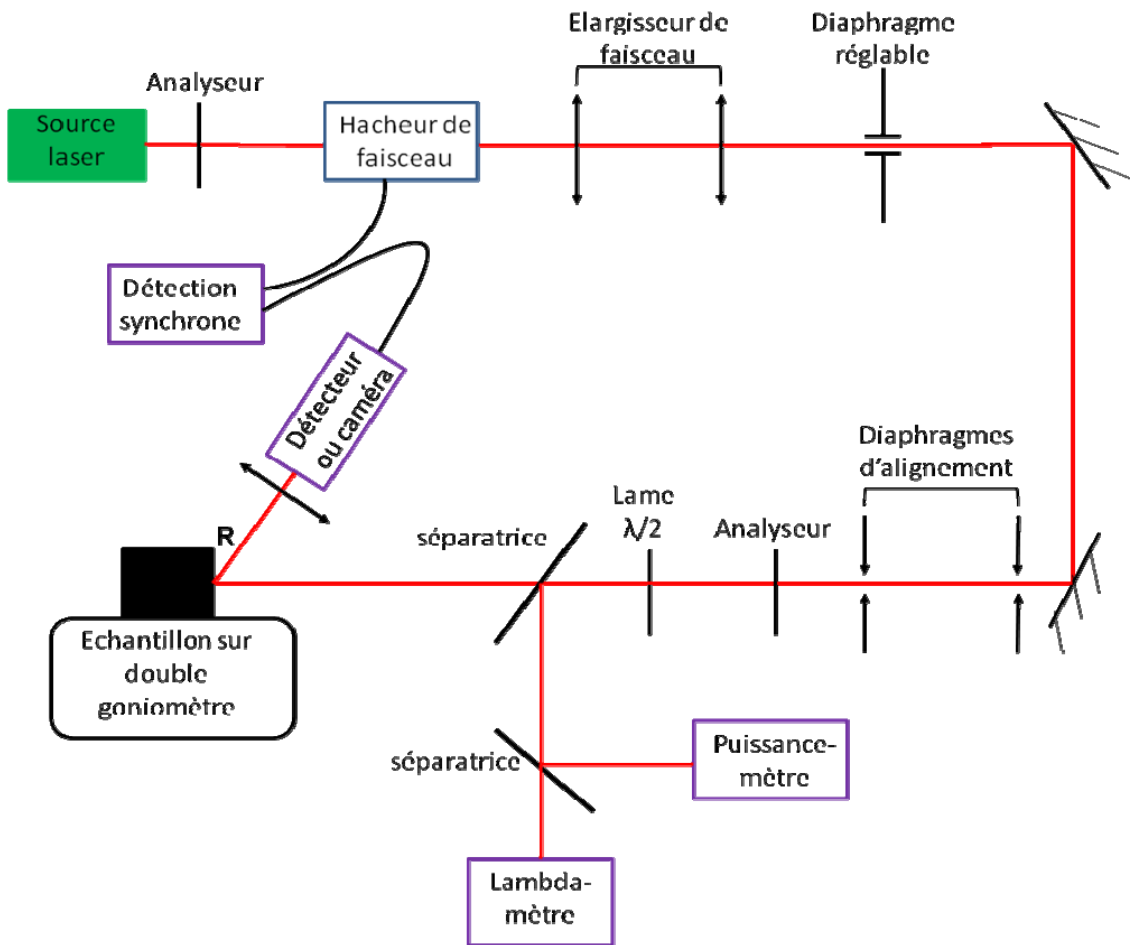 Elargisseur de
faisceau
Diaphragme
réglable
Analyseur
Source
laser
Hacheur de
faisceau
Détection
synchrone
Détecteur
ou caméra
Diaphragmes
d'alignement
Lame
λ/2
Analyseur
séparatrice
R
Echantillon sur
double
goniomètre
séparatrice
Puissance-
mètre
Lambda-
mètre